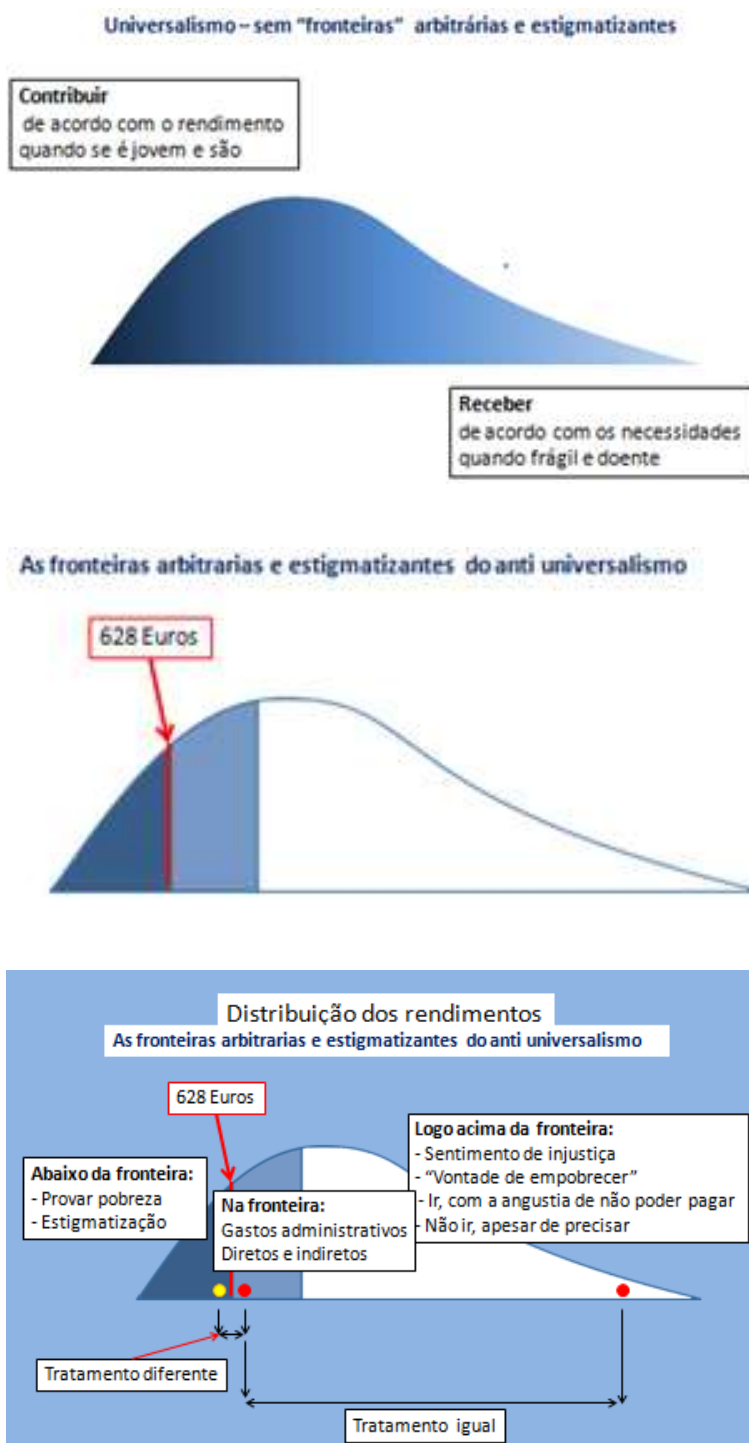 Universalismo – sem "fronteiras" arbitrárias e estigmatizantes
Contribuir
de acordo com o rendimento
quando se é jovem e são
Receber
de acordo com os necessidades
quando frágil e doente
As fronteiras arbitrarias e estigmatizantes do anti universalismo
628 Euros
Distribuição dos rendimentos
As fronteiras arbitrarias e estigmatizantes do anti universalismo
628 Euros
Abaixo da fronteira:
- Provar pobreza
- Estigmatização
Na fronteira:
Gastos administrativos
Diretos e indiretos
Logo acima da fronteira:
- Sentimento de injustiça
- "Vontade de empobrecer"
- Ir, com a angustia de não poder pagar
- Não ir, apesar de precisar
Tratamento diferente
Tratamento igual